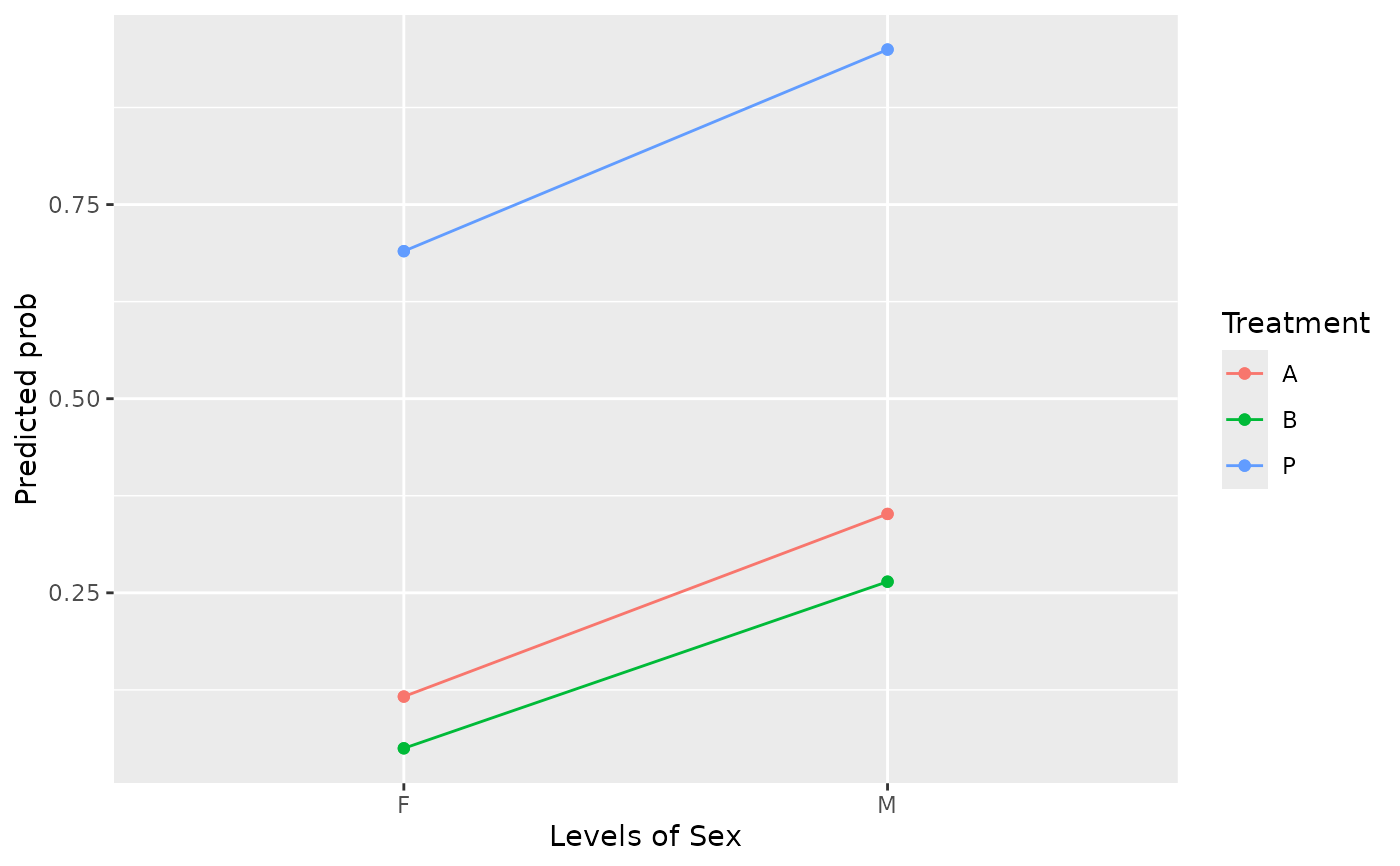 Predicted prob
0.75
0.50
0.25
F
M
Levels of Sex
Treatment
A
B
P